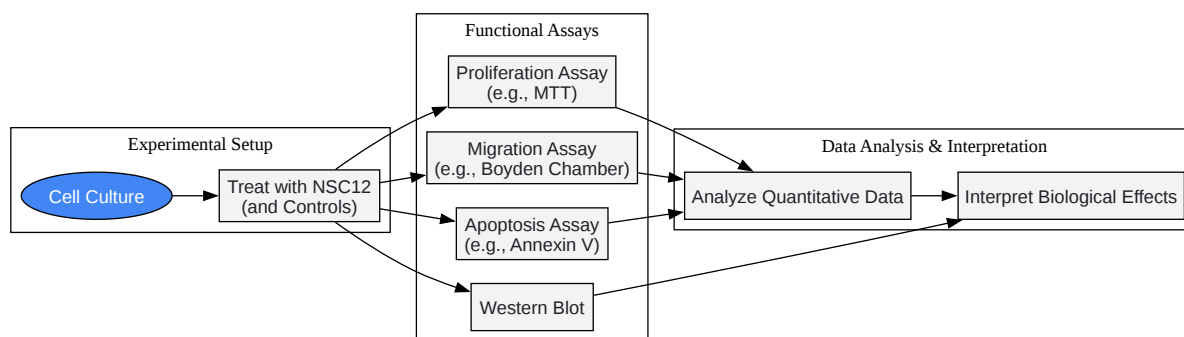 Experimental Setup
Cell Culture
Treat with NSC12
(and Controls)
Functional Assays
Proliferation Assay
(e.g., MTT)
Migration Assay
(e.g., Boyden Chamber)
Apoptosis Assay
(e.g., Annexin V)
Western Blot
Data Analysis & Interpretation
Analyze Quantitative Data
Interpret Biological Effects